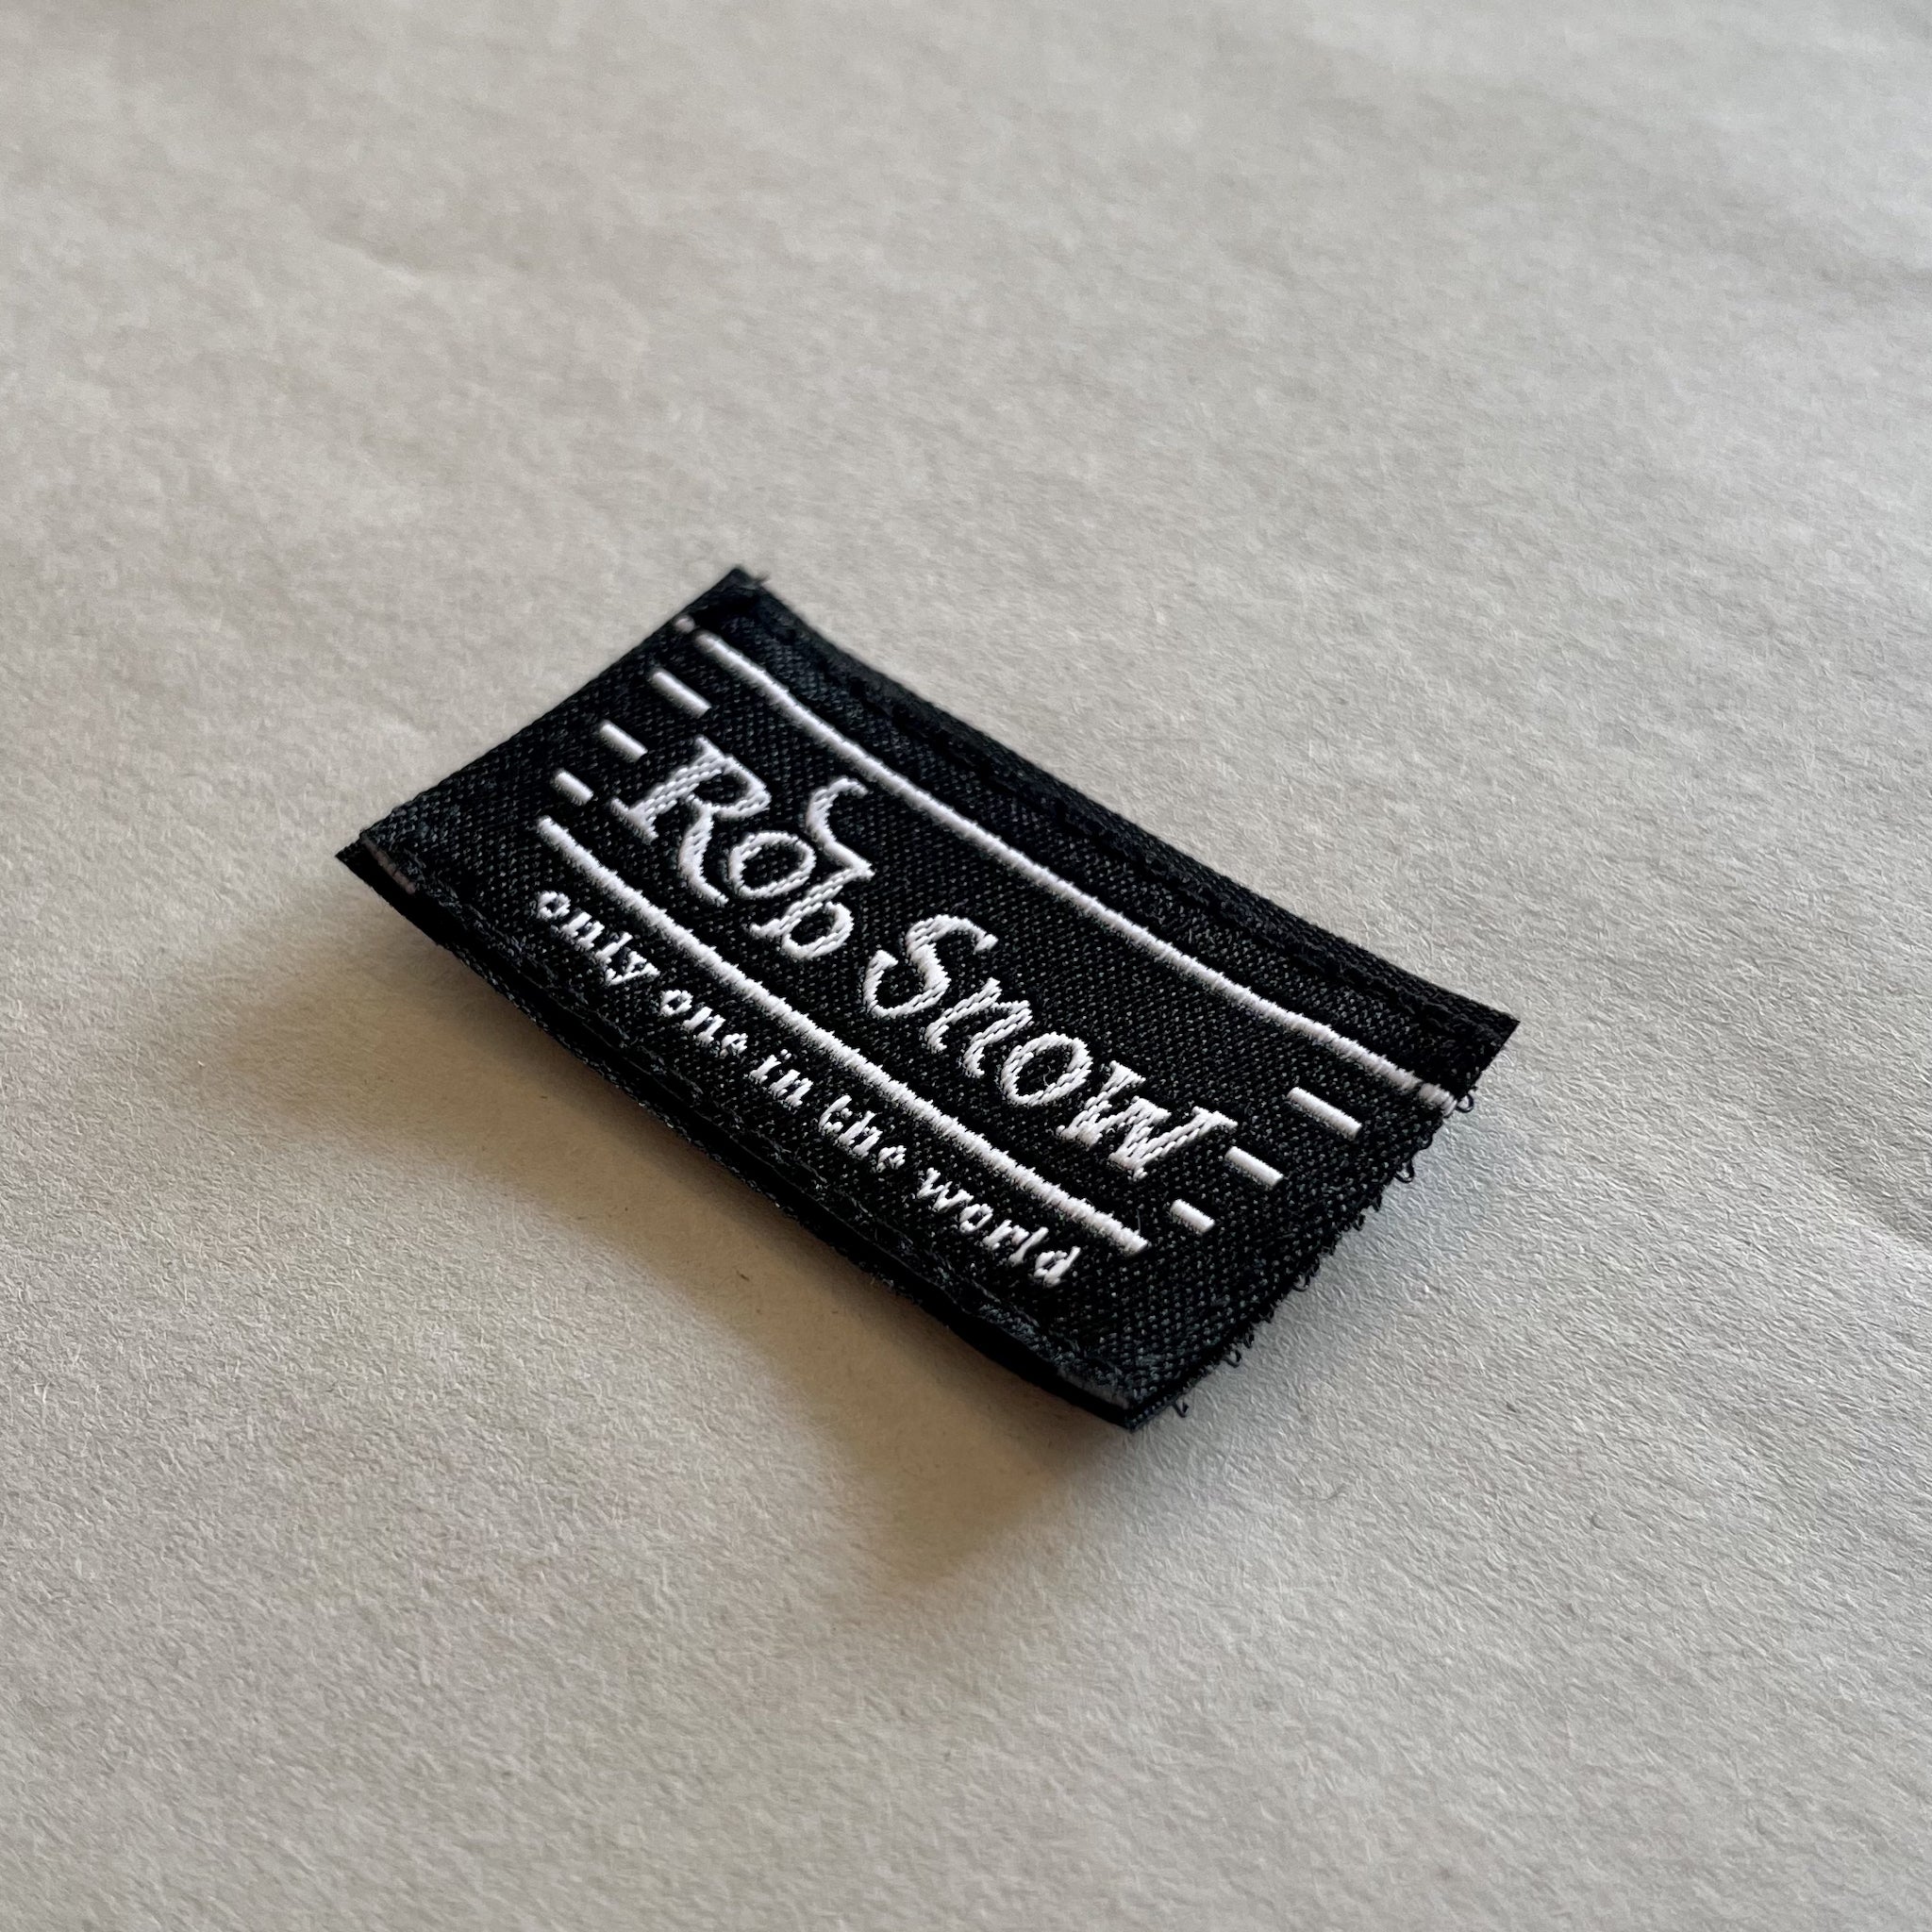 Rob Snow
only one in the world